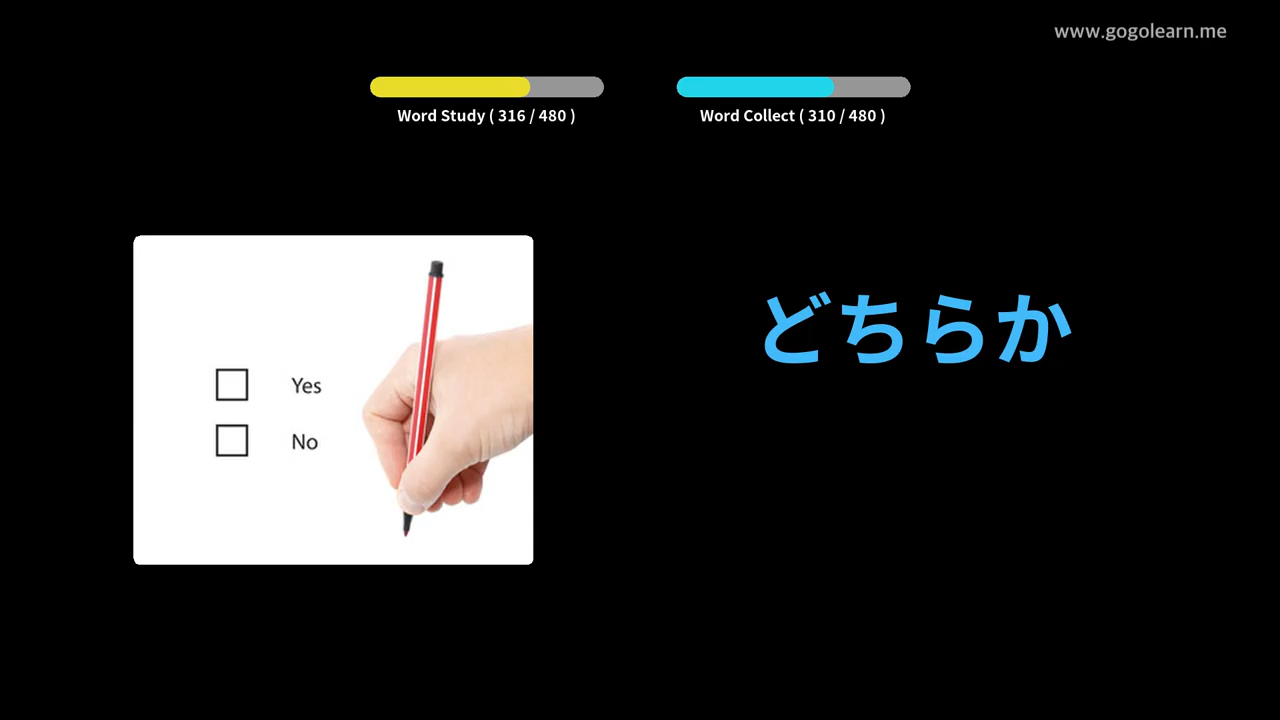 www.gogolearn.me
Word Study ( 316 / 480 )
Word Collect ( 310 / 480 )
Yes
No
どちらか